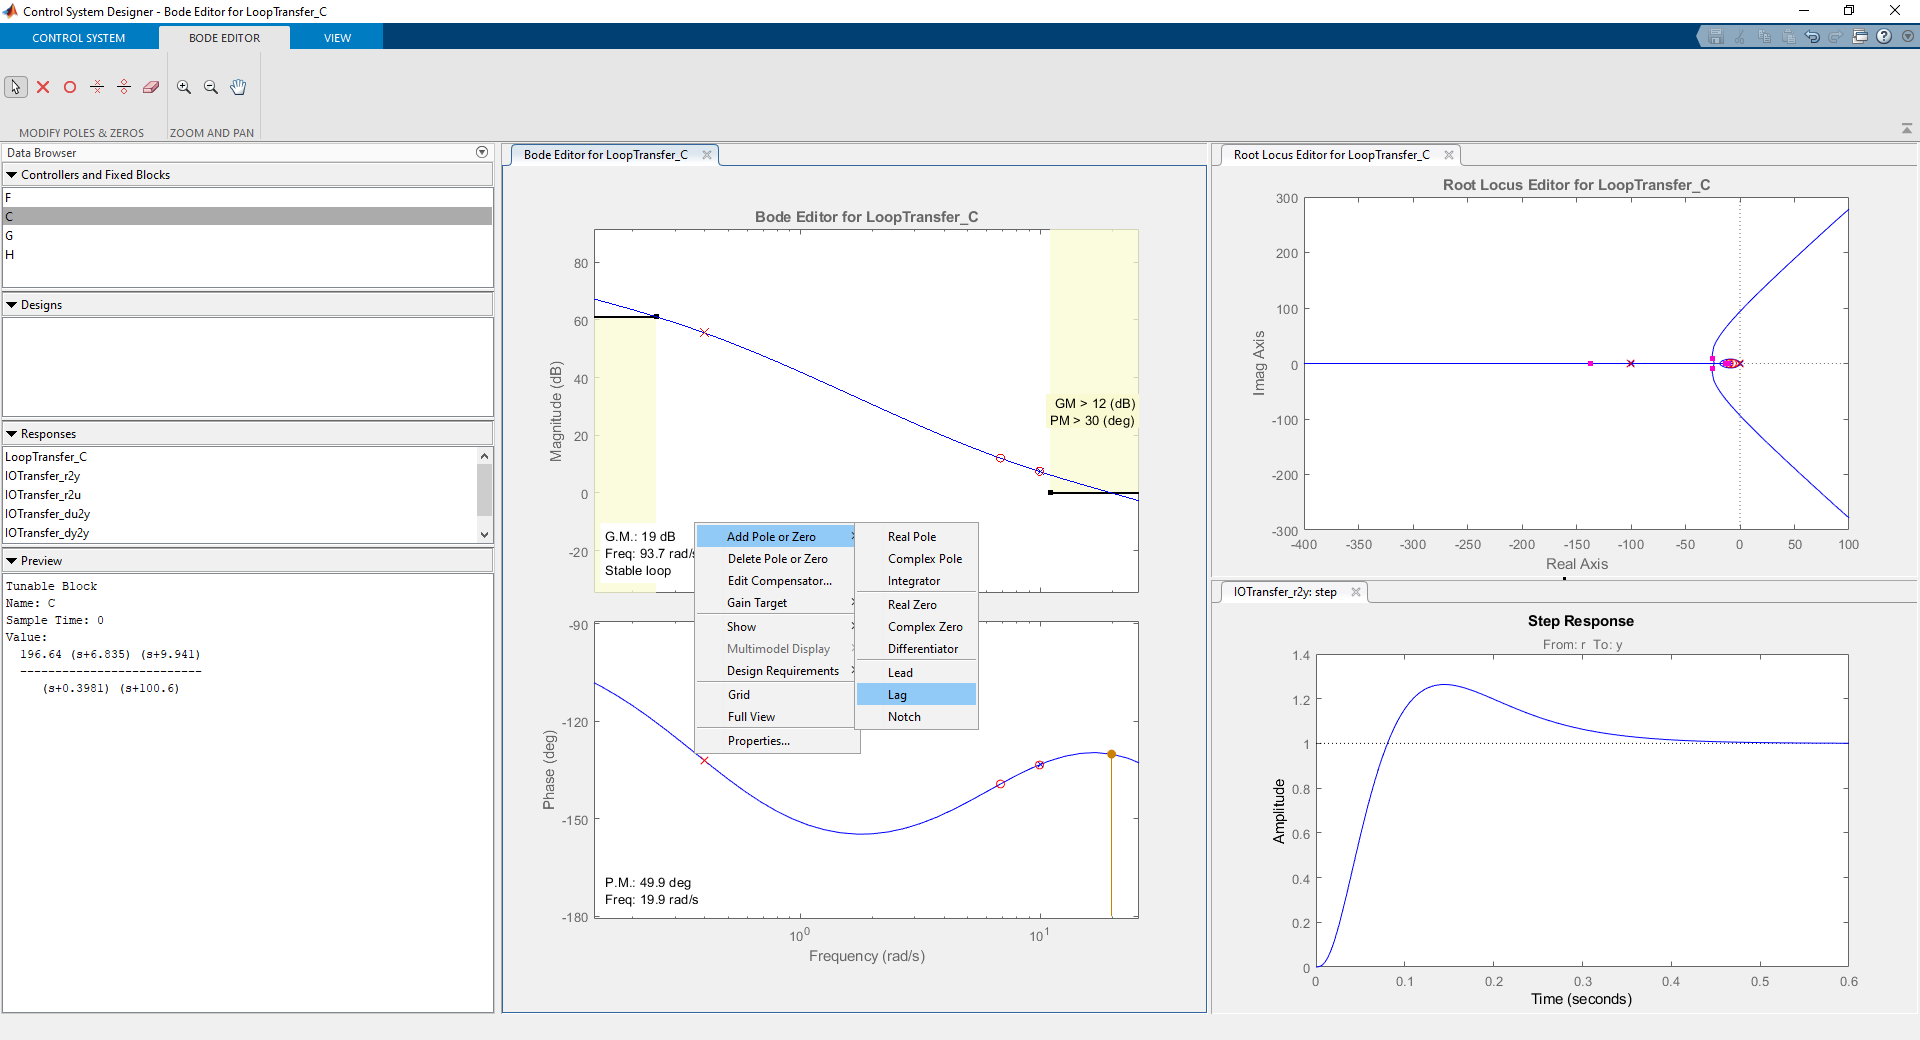 Control System Designer - Bode Editor for LoopTransfer_C
CONTROL SYSTEM
BODE EDITOR
VIEW
MODIFY POLES & ZEROS
ZOOM AND PAN
Data Browser
Controllers and Fixed Blocks
F
C
G
H
Designs
Responses
LoopTransfer_C
IOTransfer_r2y
IOTransfer_r2u
IOTransfer_du2y
IOTransfer_dy2y
Preview
Tunable Block
Name: C
Sample Time: 0
Value:
196.64 (s+6.835) (s+9.941)
--------------------------
(s+0.3981) (s+100.6)
Bode Editor for LoopTransfer_C
Bode Editor for LoopTransfer_C
Magnitude (dB)
80
60
40
20
0
-20
GM > 12 (dB)
PM > 30 (deg)
G.M.: 19 dB
Freq: 93.7 rad/s
Stable loop
Add Pole or Zero
Delete Pole or Zero
Edit Compensator...
Gain Target
Show
Multimodel Display
Design Requirements
Grid
Full View
Properties...
Real Pole
Complex Pole
Integrator
Real Zero
Complex Zero
Differentiator
Lead
Lag
Notch
Phase (deg)
-90
-120
-150
-180
P.M.: 49.9 deg
Freq: 19.9 rad/s
10^0
10^1
Frequency (rad/s)
Root Locus Editor for LoopTransfer_C
Root Locus Editor for LoopTransfer_C
Imag Axis
300
200
100
0
-100
-200
-300
-400 -350 -300 -250 -200 -150 -100 -50 0 50 100
Real Axis
IOTransfer_r2y: step
Step Response
From: r To: y
Amplitude
1.4
1.2
1
0.8
0.6
0.4
0.2
0
0 0.1 0.2 0.3 0.4 0.5 0.6
Time (seconds)